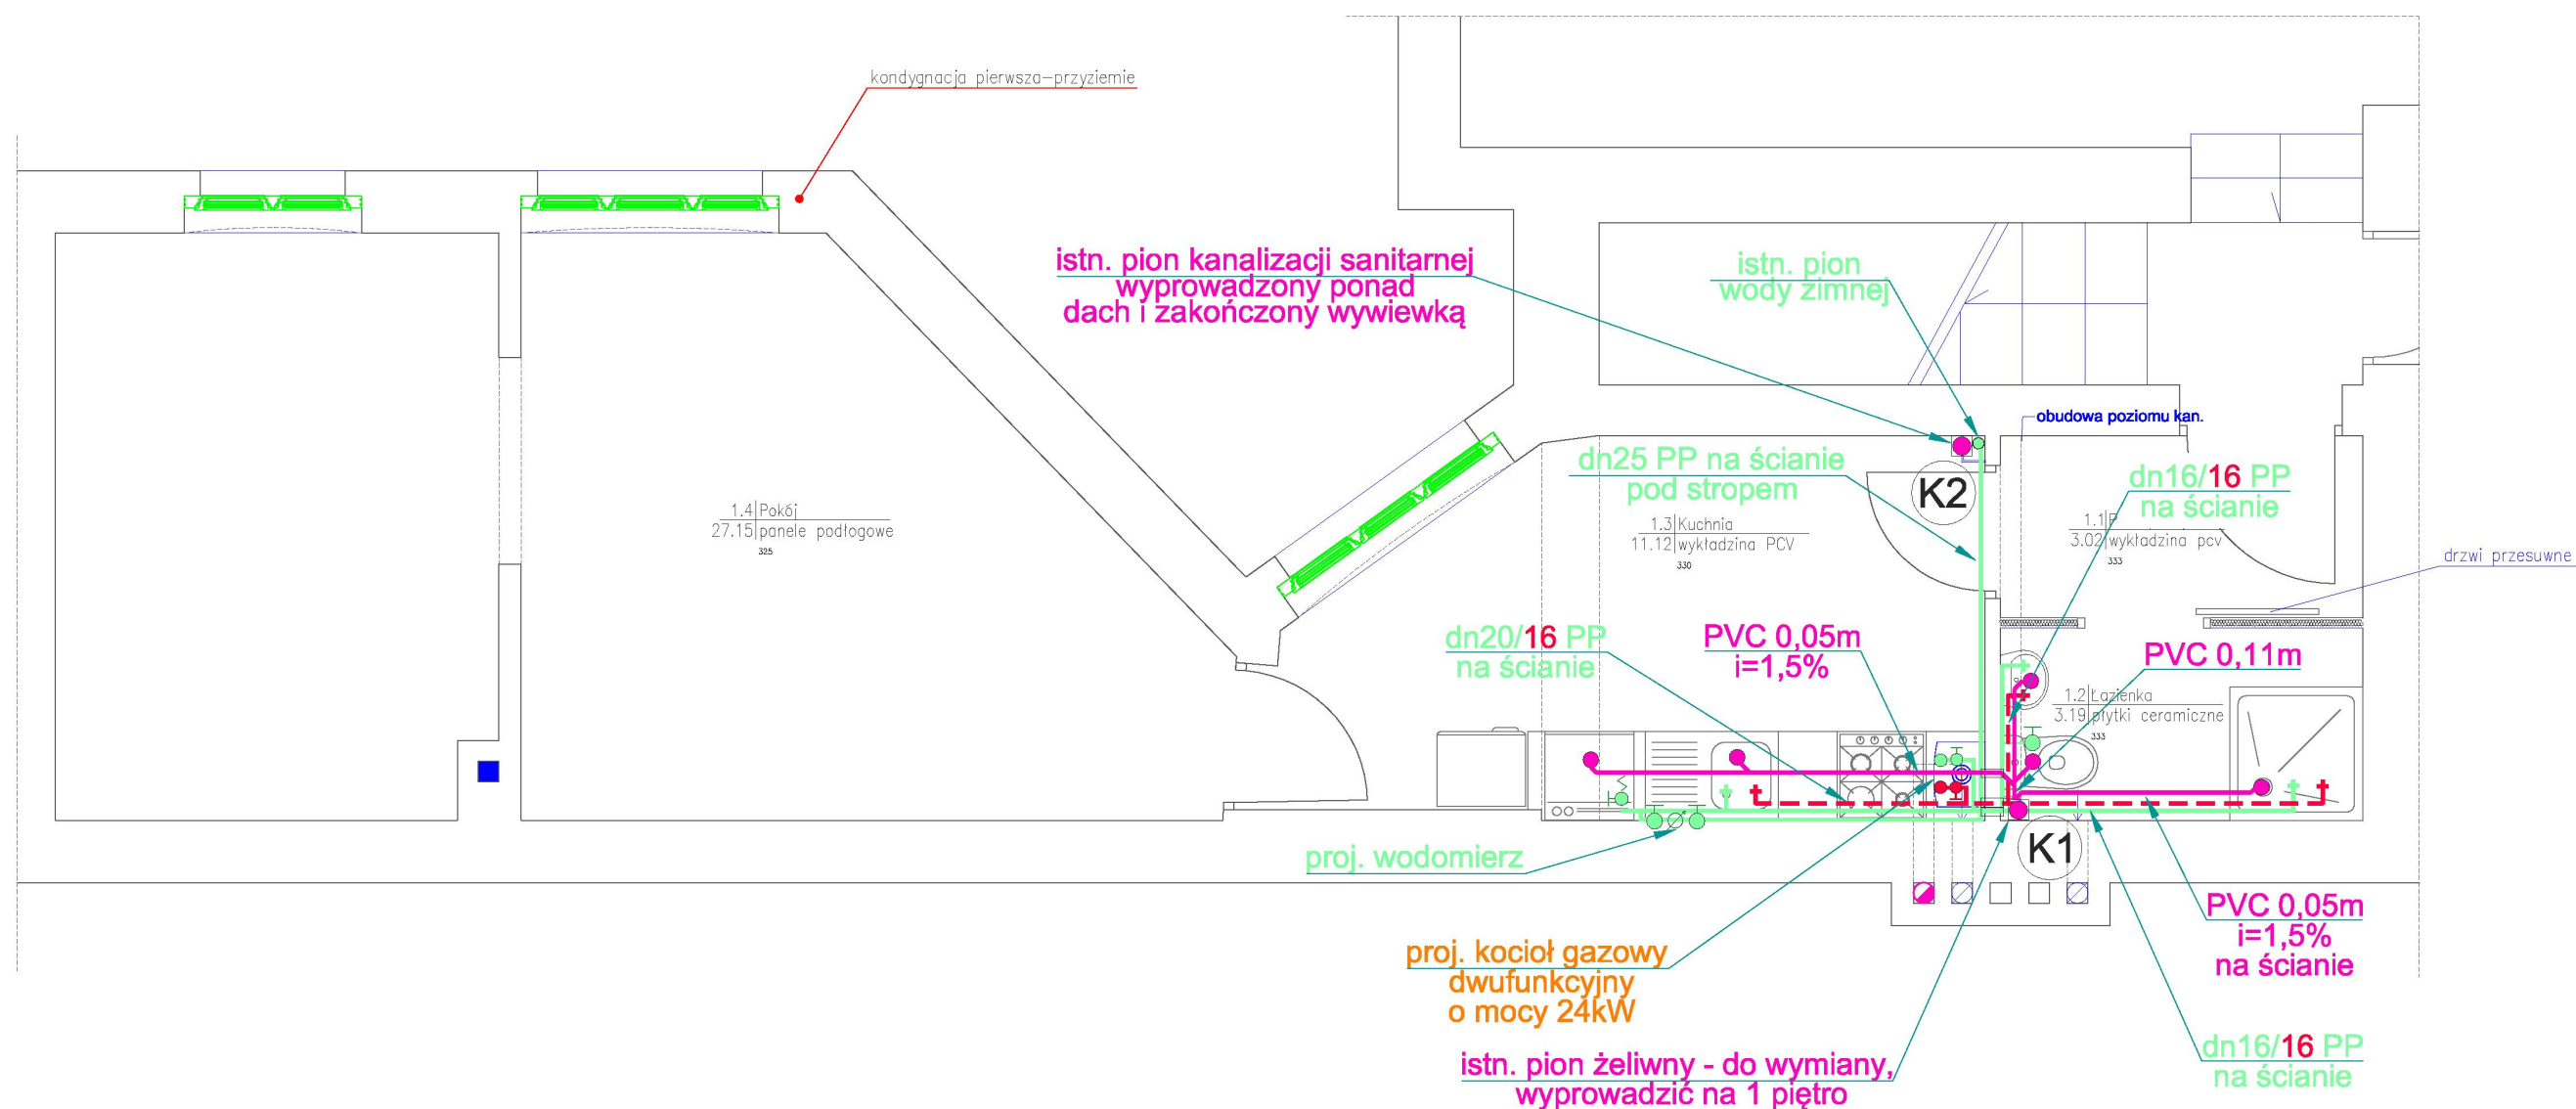 kondygnacja pierwsza-przyziemie
istn. pion kanalizacji sanitarnej
wyprowadzony ponad
dach i zakończony wywiewką
istn. pion
wody zimnej
obudowa poziomu kan.
dn25 PP na ścianie
pod stropem
K2
dn16/16 PP
na ścianie
1.4 Pokój
27.15 panele podłogowe
325
1.3 Kuchnia
11.12 wykładzina PCV
330
1.1 P
3.02 wykładzina pcv
333
drzwi przesuwne
dn20/16 PP
na ścianie
PVC 0,05m
i=1,5%
PVC 0,11m
1.2 Łazienka
3.19 płytki ceramiczne
333
proj. wodomierz
K1
PVC 0,05m
i=1,5%
na ścianie
proj. kocioł gazowy
dwufunkcyjny
o mocy 24kW
dn16/16 PP
na ścianie
istn. pion żeliwny - do wymiany,
wyprowadzić na 1 piętro